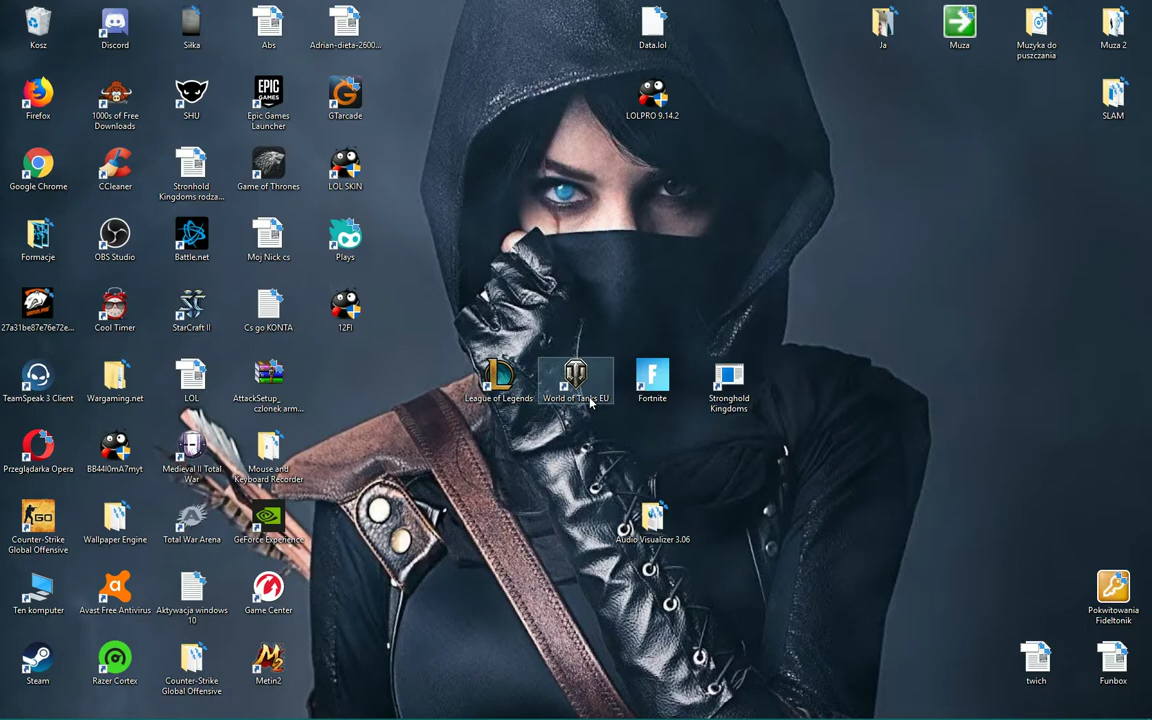 Kosz
Discord
Siłka
Abs
Adrian-dieta-2600...
Data.lol
Ja
Muza
Muzyka do
puszczania
Muza 2
Firefox
1000s of Free
Downloads
SHU
EPIC
GAMES
Epic Games
Launcher
GTarcade
LOLPRO 9.14.2
SLAM
Google Chrome
CCleaner
Stronhold
Kingdoms rodza...
Game of Thrones
LOL SKIN
Formacje
OBS Studio
Battle.net
Moj Nick cs
Plays
27a31be87e76e72e...
Cool Timer
StarCraft II
Cs go KONTA
12FI
TeamSpeak 3 Client
Wargaming.net
LOL
AttackSetup_
czlonek arm...
League of Legends
World of Tanks EU
Fortnite
Stronghold
Kingdoms
Przeglądarka Opera
BB44I0mA7myt
Medieval II Total
War
Mouse and
Keyboard Recorder
GO
Counter-Strike
Global Offensive
Wallpaper Engine
Total War Arena
GeForce Experience
Audio Visualizer 3.06
Ten komputer
Avast Free Antivirus
Aktywacja windows
10
Game Center
Pokwitowania
Fideltonik
Steam
Razer Cortex
Counter-Strike
Global Offensive
Metin2
twich
Funbox